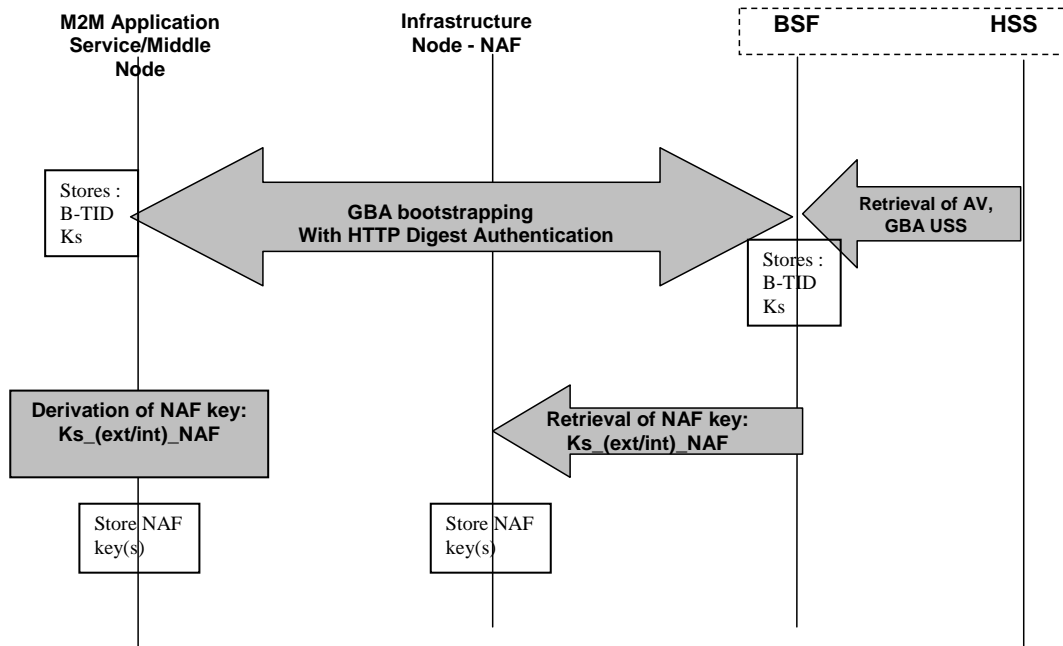 M2M Application
Service/Middle
Node
Infrastructure
Node - NAF
BSF
HSS
Stores :
B-TID
Ks
GBA bootstrapping
With HTTP Digest Authentication
Retrieval of AV,
GBA USS
Stores :
B-TID
Ks
Derivation of NAF key:
Ks_(ext/int)_NAF
Retrieval of NAF key:
Ks_(ext/int)_NAF
Store NAF
key(s)
Store NAF
key(s)